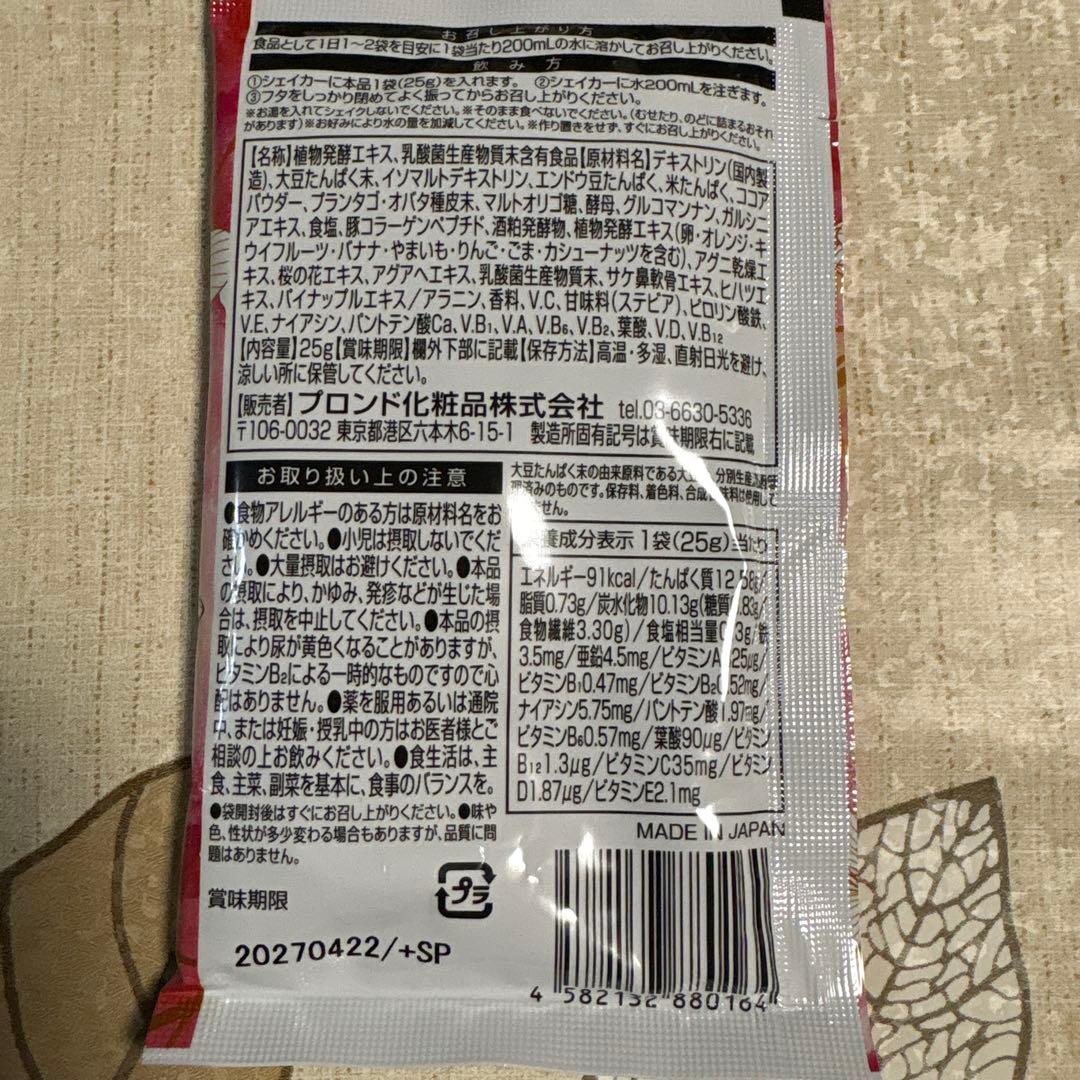 お召し上がり方
食品として1日1～2袋を目安に1袋当たり200mLの水に溶かしてお召し上がりください。
飲み方
①シェイカーに本品1袋(25g)を入れます。 ②シェイカーに水200mLを注ぎます。
③フタをしっかり閉めてよく振ってからお召し上がりください。
※お湯を入れてシェイクしないでください。※そのまま食べないでください。(むせたり、のどに詰まるおそれ
があります)※お好みにより水の量を加減してください。※作り置きをせず、すぐにお召し上がりください。
【名称】植物発酵エキス、乳酸菌生産物質末含有食品【原材料名】デキストリン(国内製
造)、大豆たんぱく末、イソマルトデキストリン、エンドウ豆たんぱく、米たんぱく、ココア
パウダー、プランタゴ・オバタ種皮末、マルトオリゴ糖、酵母、グルコマンナン、ガルシニ
アエキス、食塩、豚コラーゲンペプチド、酒粕発酵物、植物発酵エキス(卵・オレンジ・キ
ウイフルーツ・バナナ・やまいも・りんご・ごま・カシューナッツを含む)、アグニ乾燥エ
キス、桜の花エキス、アグアヘエキス、乳酸菌生産物質末、サケ鼻軟骨エキス、ヒハツエ
キス、パイナップルエキス/アラニン、香料、V.C、甘味料(ステビア)、ピロリン酸鉄、
V.E、ナイアシン、パントテン酸Ca、V.B₁、V.A、V.B₆、V.B₂、葉酸、V.D、V.B₁₂
【内容量】25g【賞味期限】欄外下部に記載【保存方法】高温・多湿、直射日光を避け、
涼しい所に保管してください。
【販売者】プロンド化粧品株式会社 tel.03-6630-5336
〒106-0032 東京都港区六本木6-15-1 製造所固有記号は賞味期限右に記載
お取り扱い上の注意
●食物アレルギーのある方は原材料名をお
確かめください。●小児は摂取しないでくだ
さい。●大量摂取はお避けください。●本品
の摂取により、かゆみ、発疹などが生じた場
合は、摂取を中止してください。●本品の摂
取により尿が黄色くなることがありますが、
ビタミンB₂による一時的なものですので心
配はありません。●薬を服用あるいは通院
中、または妊娠・授乳中の方はお医者様とご
相談の上お飲みください。●食生活は、主
食、主菜、副菜を基本に、食事のバランスを。
●袋開封後はすぐにお召し上がりください。●味や
色、性状が多少変わる場合もありますが、品質に問
題はありません。
大豆たんぱく末の由来原料である大豆 分別生産
済みのものです。保存料、着色料、合成 料は使用して
せん。
栄養成分表示 1袋(25g)当たり
エネルギー91kcal/たんぱく質12.58g/
脂質0.73g/炭水化物10.13g(糖質 .83g/
食物繊維3.30g)/食塩相当量0. 3g/鉄
3.5mg/亜鉛4.5mg/ビタミンA 25μg/
ビタミンB₁0.47mg/ビタミンB₂0.52mg/
ナイアシン5.75mg/パントテン酸1.97mg/
ビタミンB₆0.57mg/葉酸90μg/ビタミン
B₁₂1.3μg/ビタミンC35mg/ビタミン
D1.87μg/ビタミンE2.1mg
MADE IN JAPAN
プラ
賞味期限
20270422/+SP
4 582132 880164